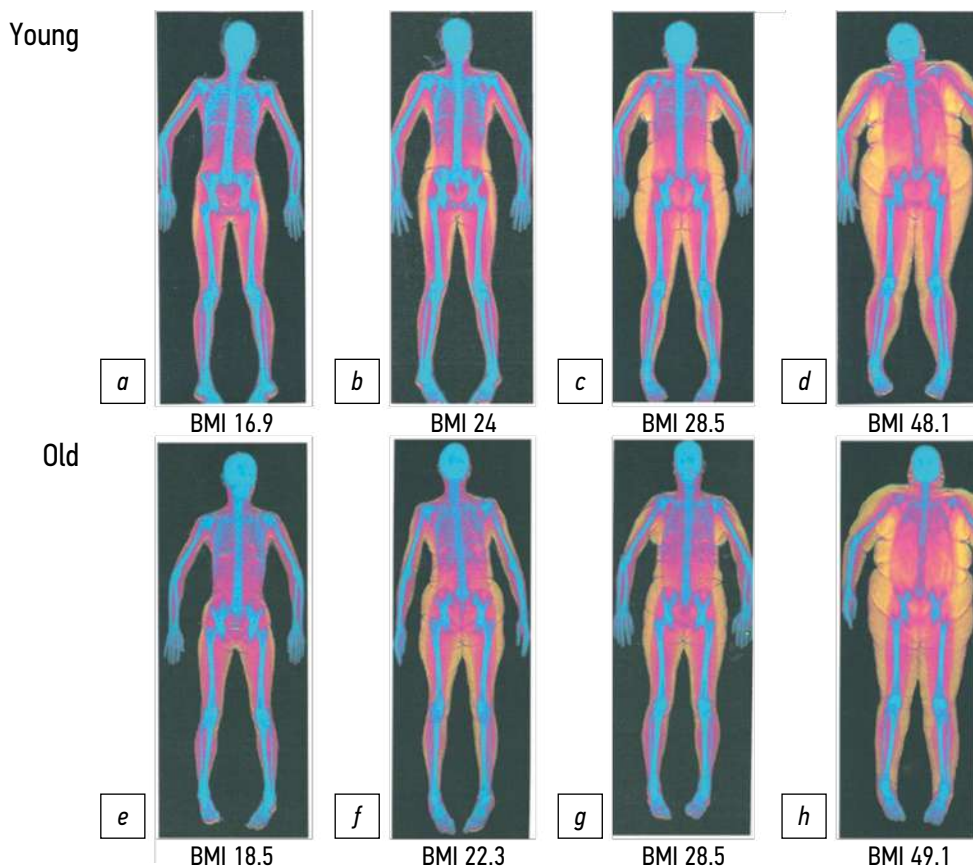 Young
a b c d
BMI 16.9 BMI 24 BMI 28.5 BMI 48.1
Old
e f g h
BMI 18.5 BMI 22.3 BMI 28.5 BMI 49.1